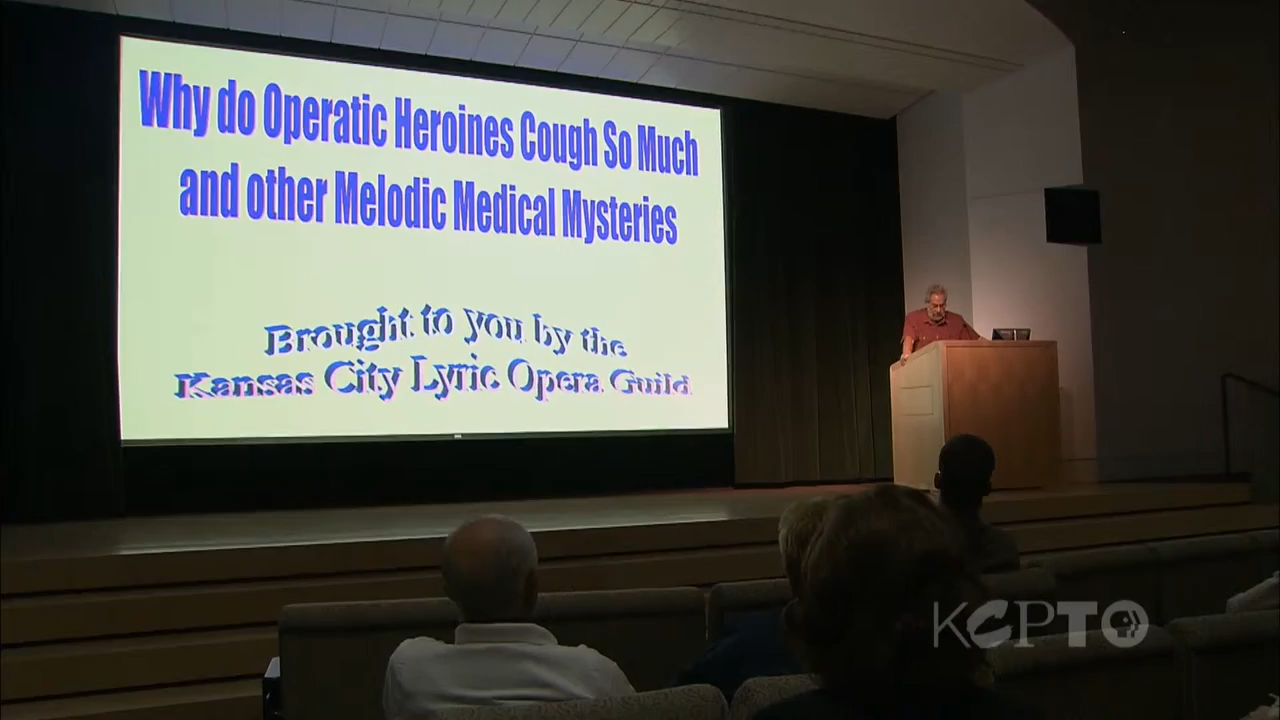 Why do Operatic Heroines Cough So Much
and other Melodic Medical Mysteries
Brought to you by the
Kansas City Lyric Opera Guild
KCPT